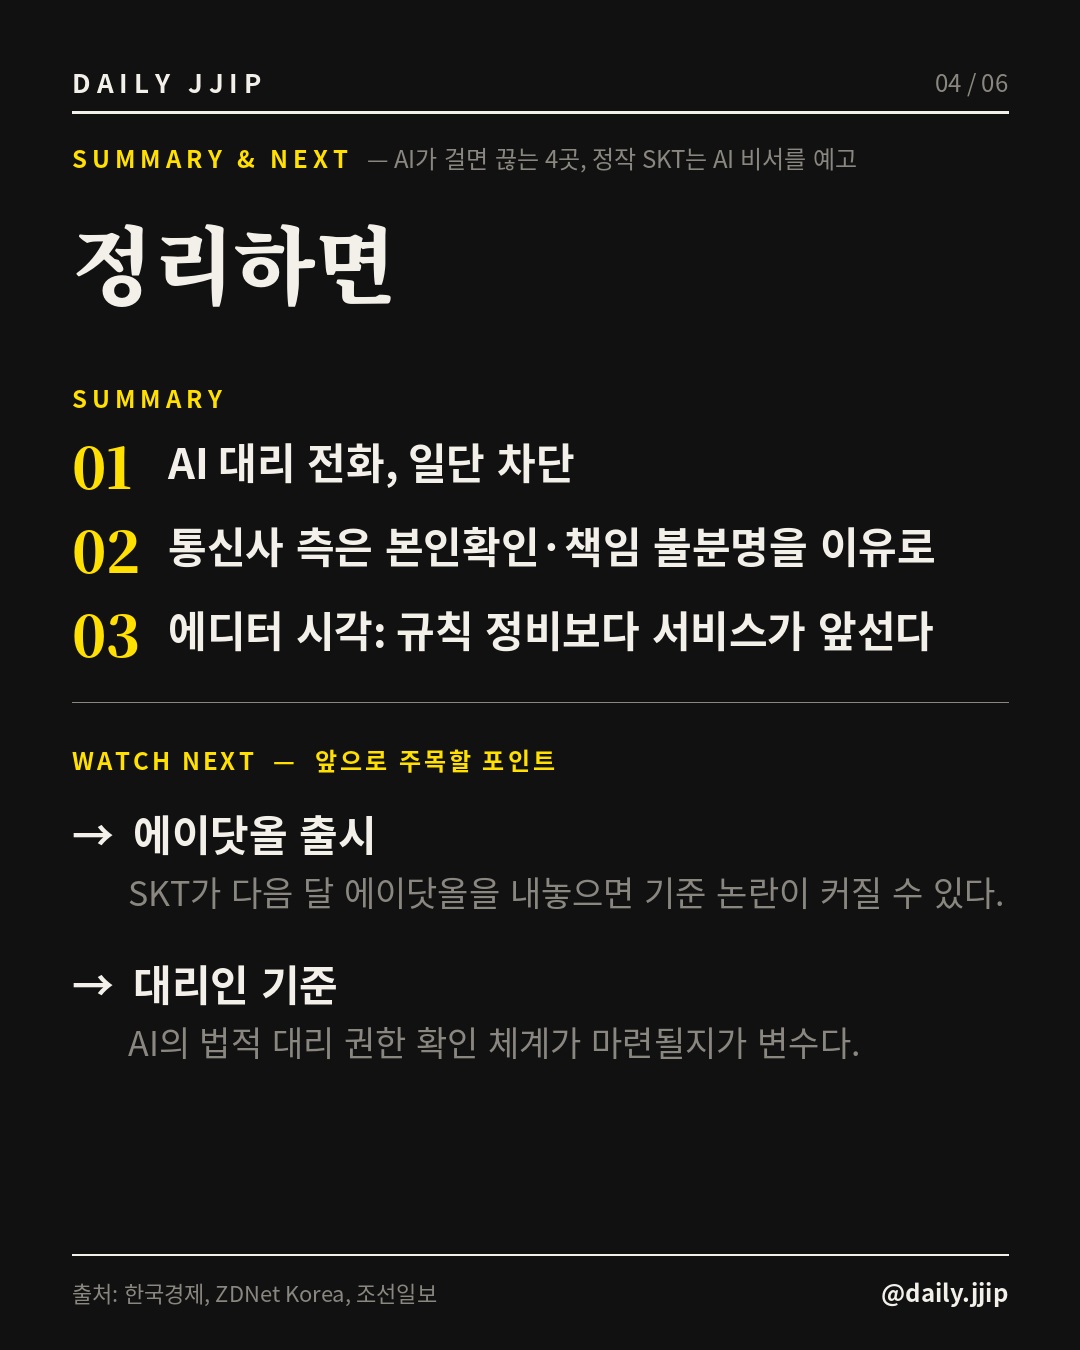 DAILY JJIP
04 / 06
SUMMARY & NEXT — AI가 걸면 끊는 4곳, 정작 SKT는 AI 비서를 예고
정리하면
SUMMARY
01 AI 대리 전화, 일단 차단
02 통신사 측은 본인확인·책임 불분명을 이유로
03 에디터 시각: 규칙 정비보다 서비스가 앞선다
WATCH NEXT — 앞으로 주목할 포인트
→ 에이닷올 출시
SKT가 다음 달 에이닷올을 내놓으면 기준 논란이 커질 수 있다.
→ 대리인 기준
AI의 법적 대리 권한 확인 체계가 마련될지가 변수다.
출처: 한국경제, ZDNet Korea, 조선일보
@daily.jjip